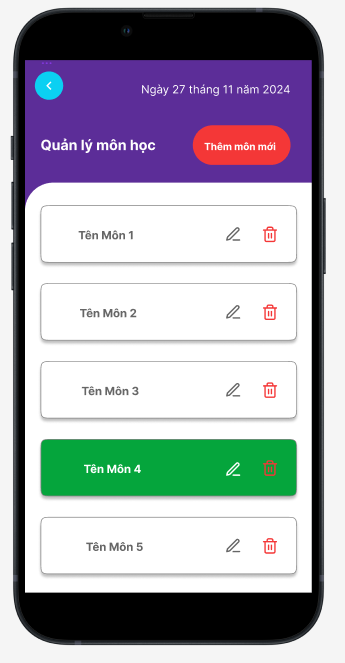 Ngày 27 tháng 11 năm 2024
Quản lý môn học
Thêm môn mới
Tên Môn 1
Tên Môn 2
Tên Môn 3
Tên Môn 4
Tên Môn 5